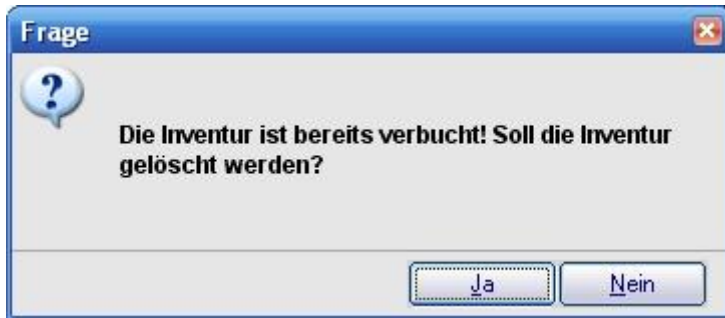 Frage
Die Inventur ist bereits verbucht! Soll die Inventur
gelöscht werden?
Ja
Nein